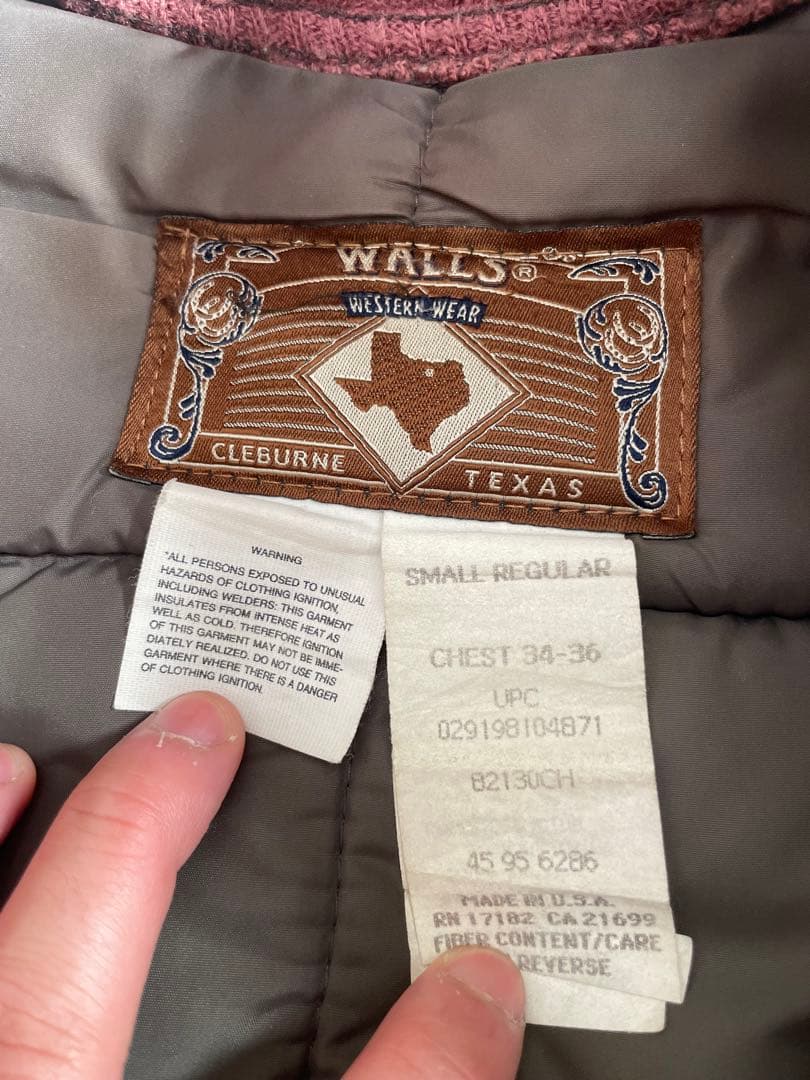 WALLS®
WESTERN WEAR
CLEBURNE
TEXAS
WARNING
"ALL PERSONS EXPOSED TO UNUSUAL
HAZARDS OF CLOTHING IGNITION,
INCLUDING WELDERS: THIS GARMENT
INSULATES FROM INTENSE HEAT AS
WELL AS COLD. THEREFORE IGNITION
OF THIS GARMENT MAY NOT BE IMME-
DIATELY REALIZED. DO NOT USE THIS
GARMENT WHERE THERE IS A DANGER
OF CLOTHING IGNITION.
SMALL REGULAR
CHEST 34-36
UPC
029198104871
82130CH
45 95 6286
MADE IN U.S.A.
RN 17182 CA 21699
FIBER CONTENT/CARE
REVERSE